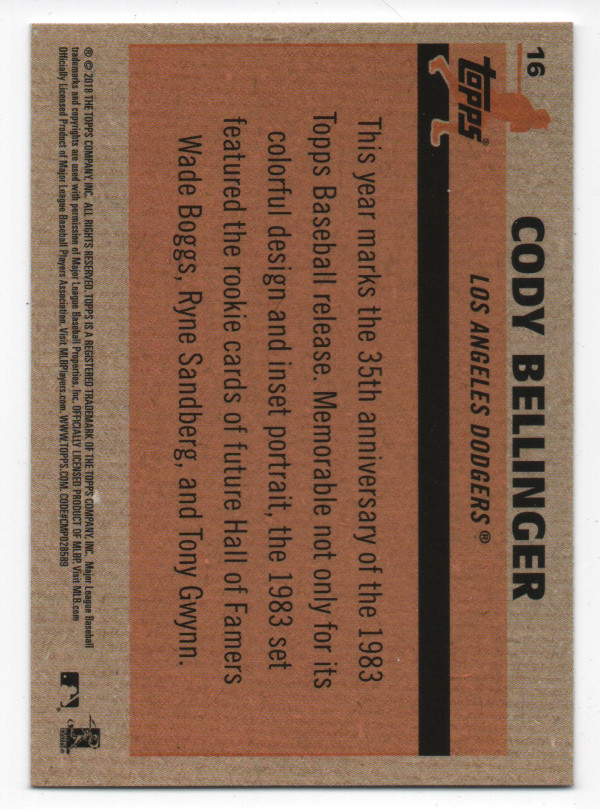 16
CODY BELLINGER
LOS ANGELES DODGERS®
topps®
This year marks the 35th anniversary of the 1983
Topps Baseball release. Memorable not only for its
colorful design and inset portrait, the 1983 set
featured the rookie cards of future Hall of Famers
Wade Boggs, Ryne Sandberg, and Tony Gwynn.
® © 2018 THE TOPPS COMPANY, INC. ALL RIGHTS RESERVED. TOPPS IS A REGISTERED TRADEMARK OF THE TOPPS COMPANY, INC. Major League Baseball
trademarks and copyrights are used with permission of Major League Baseball Properties, Inc. OFFICIALLY LICENSED PRODUCT OF MLBP. Visit MLB.com
Officially Licensed Product of Major League Baseball Players Association. Visit MLBPlayers.com. WWW.TOPPS.COM. CODE#CMP028589